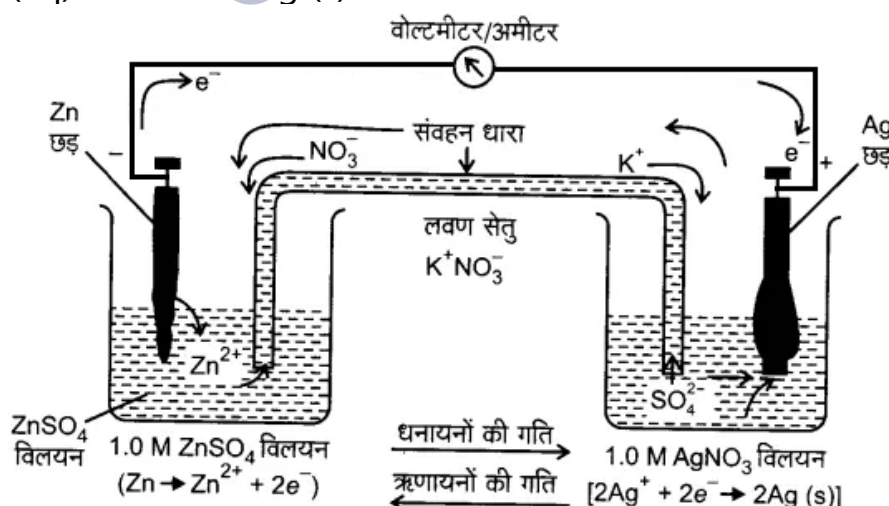 वोल्टमीटर/अमीटर
e⁻
Zn
छड़
–
संवहन धारा
NO₃⁻
K⁺
e⁻
+
Ag
छड़
लवण सेतु
K⁺NO₃⁻
Zn²⁺
SO₄²⁻
ZnSO₄
विलयन
1.0 M ZnSO₄ विलयन
(Zn → Zn²⁺ + 2e⁻)
धनायनों की गति
ऋणायनों की गति
1.0 M AgNO₃ विलयन
[2Ag⁺ + 2e⁻ → 2Ag (s)]